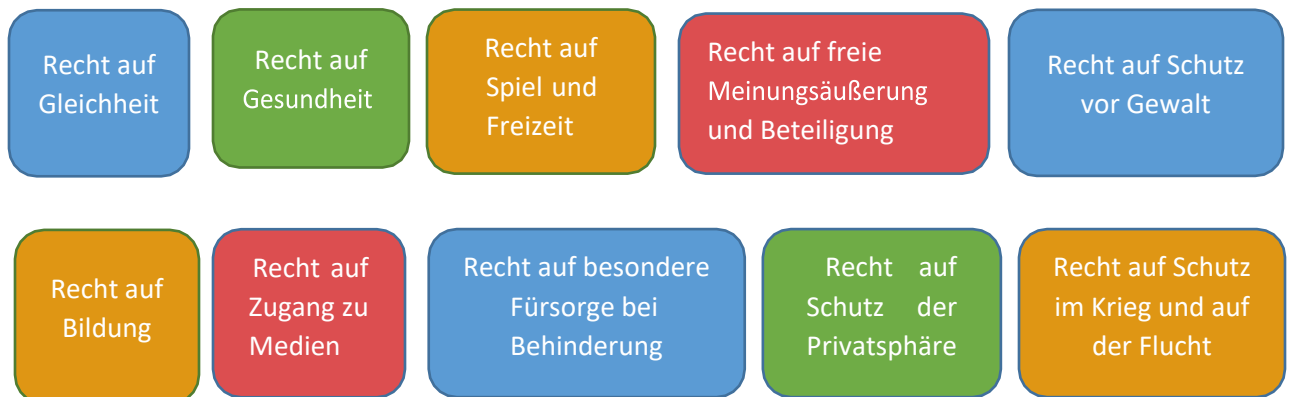 Recht auf
Gleichheit
Recht auf
Gesundheit
Recht auf
Spiel und
Freizeit
Recht auf freie
Meinungsäußerung
und Beteiligung
Recht auf Schutz
vor Gewalt
Recht auf
Bildung
Recht auf
Zugang zu
Medien
Recht auf besondere
Fürsorge bei
Behinderung
Recht auf
Schutz der
Privatsphäre
Recht auf Schutz
im Krieg und auf
der Flucht